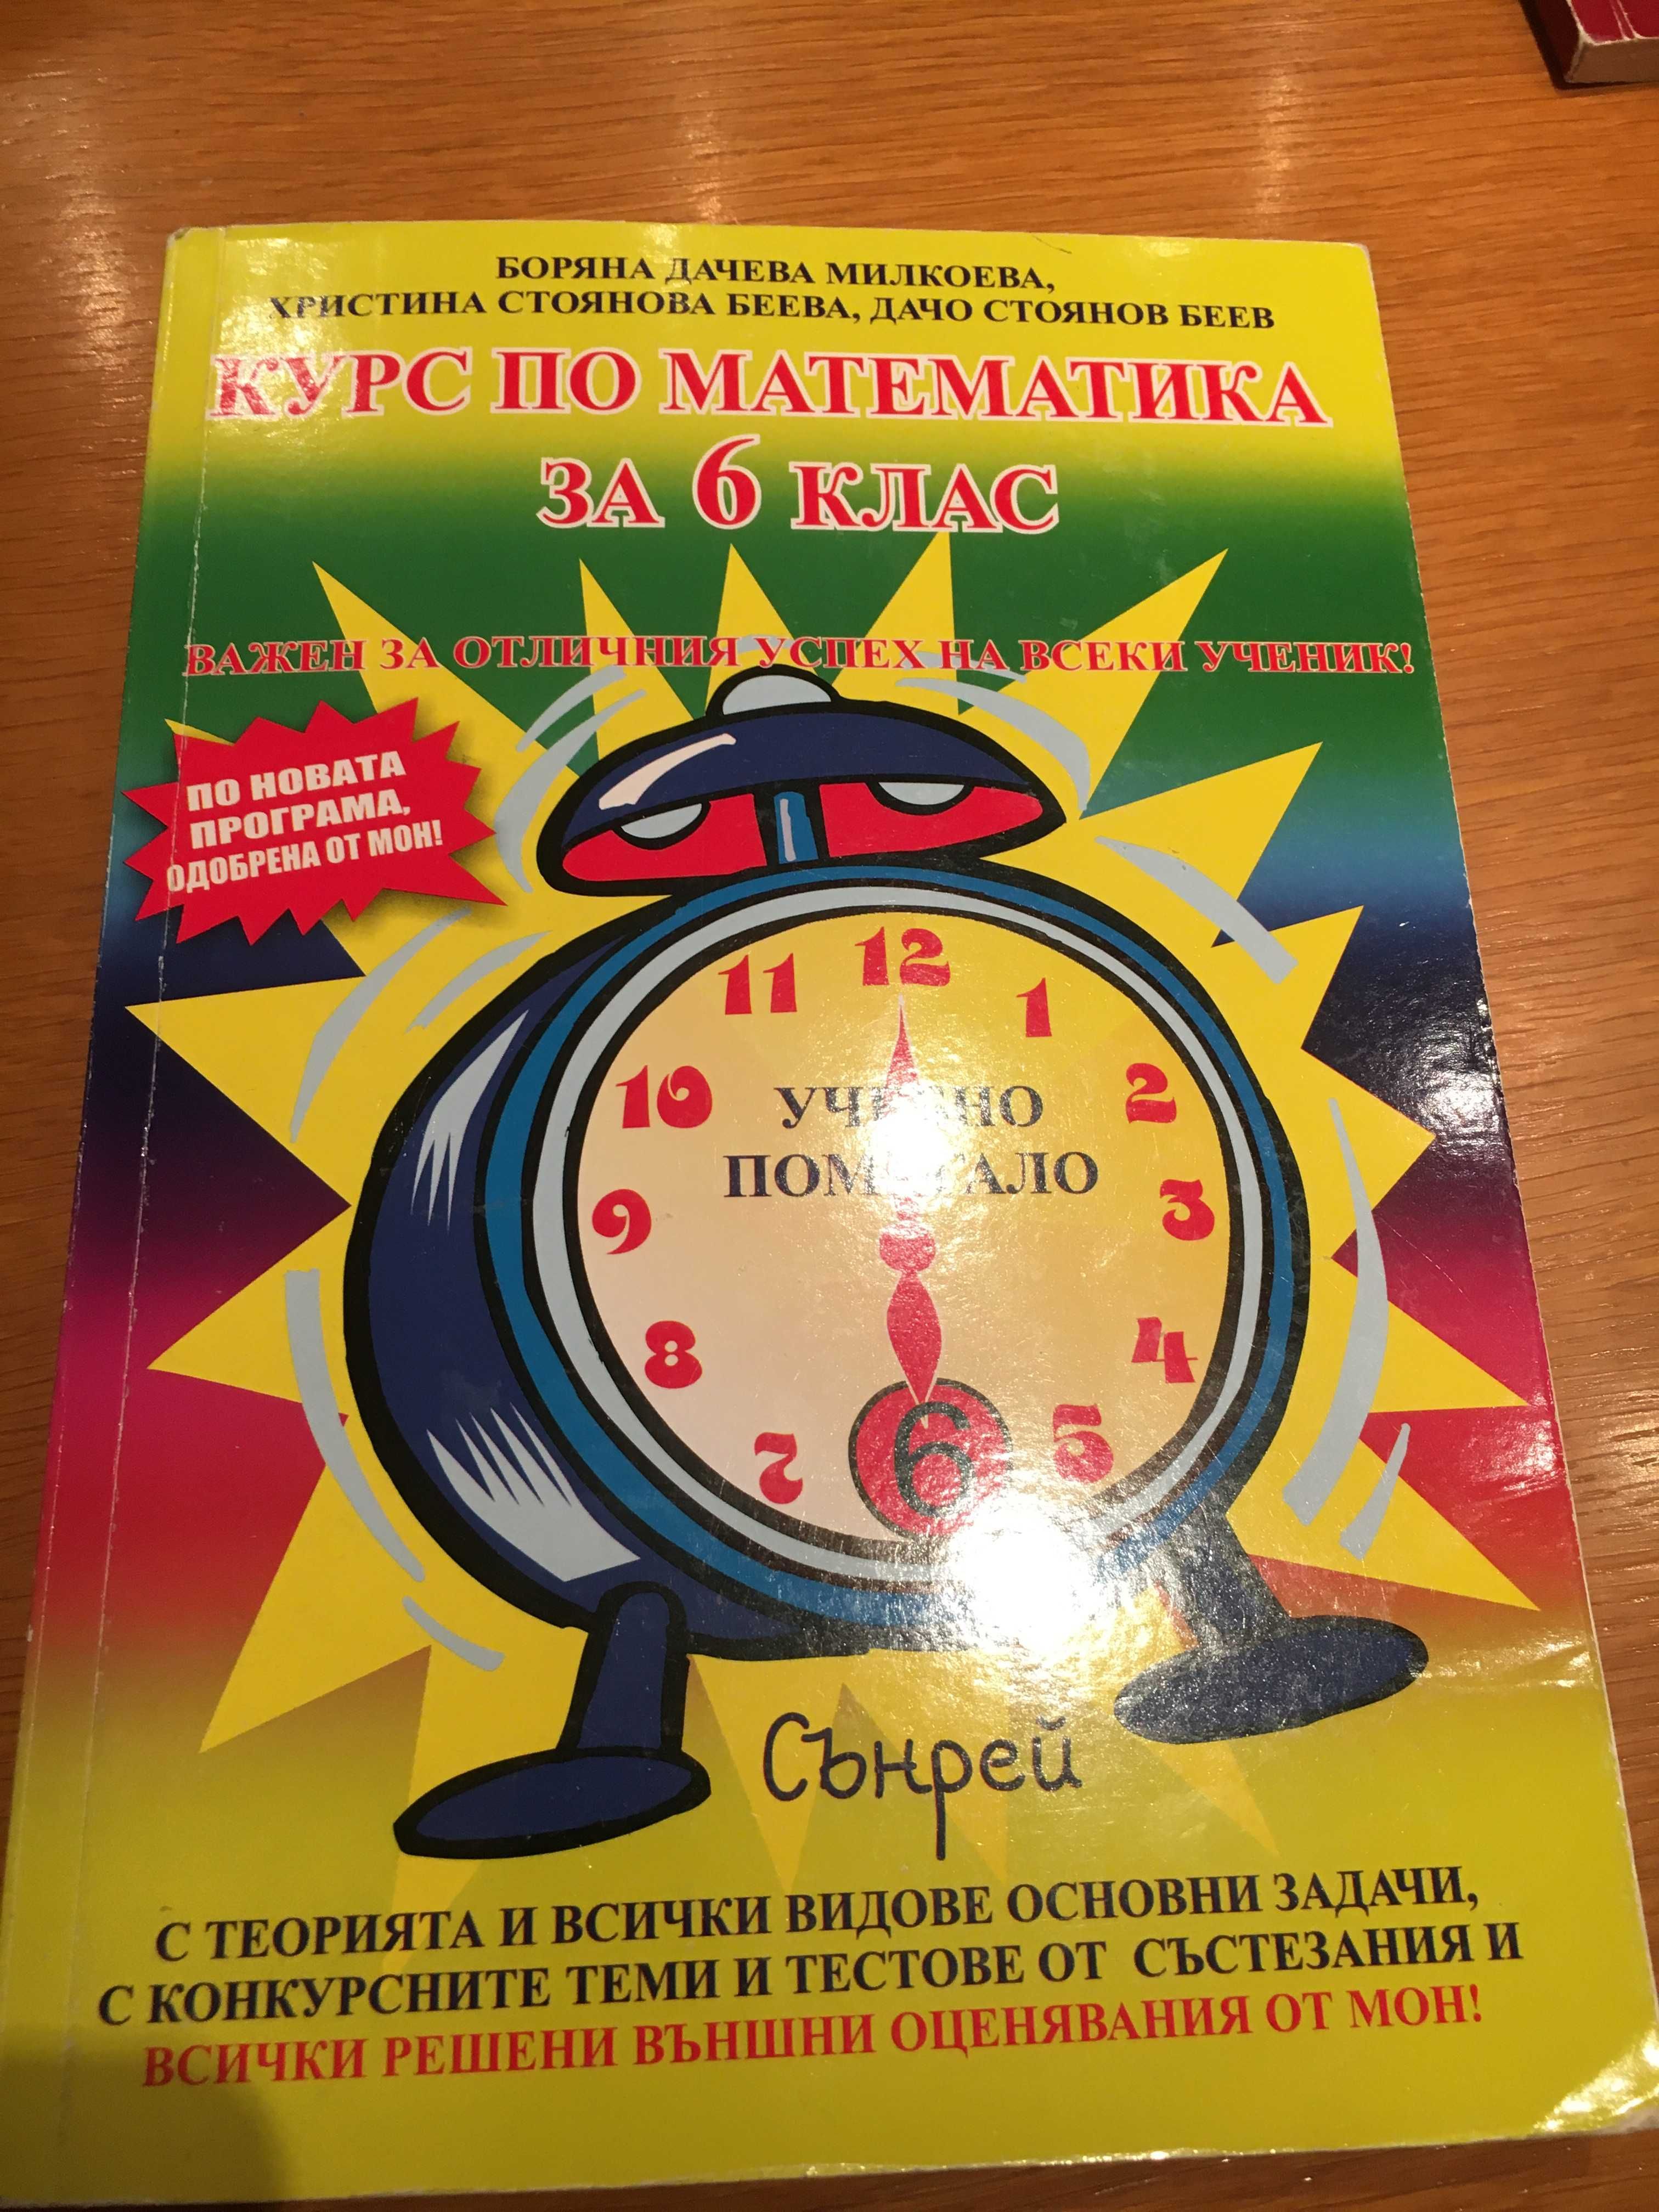 БОРЯНА ДАЧЕВА МИЛКОЕВА,
ХРИСТИНА СТОЯНОВА БЕЕВА, ДАЧО СТОЯНОВ БЕЕВ
КУРС ПО МАТЕМАТИКА
ЗА 6 КЛАС
ВАЖЕН ЗА ОТЛИЧНИЯ УСПЕХ НА ВСЕКИ УЧЕНИК!
ПО НОВАТА
ПРОГРАМА,
ОДОБРЕНА ОТ МОН!
11 12 1
10 2
УЧЕБНО
ПОМАГАЛО
9 3
8 4
7 6 5
Сънрей
С ТЕОРИЯТА И ВСИЧКИ ВИДОВЕ ОСНОВНИ ЗАДАЧИ,
С КОНКУРСНИТЕ ТЕМИ И ТЕСТОВЕ ОТ СЪСТЕЗАНИЯ И
ВСИЧКИ РЕШЕНИ ВЪНШНИ ОЦЕНЯВАНИЯ ОТ МОН!